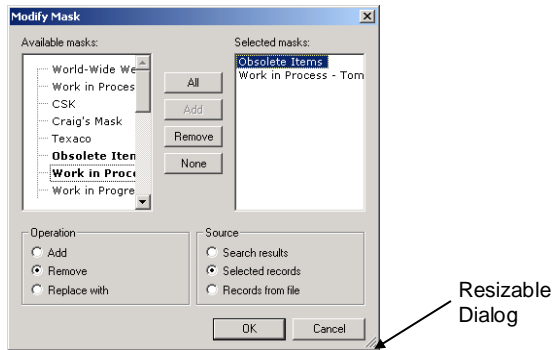 Modify Mask
Available masks:
World-Wide We
Work in Proces
CSK
Craig's Mask
Texaco
Obsolete Iten
Work in Proce
Work in Progre
All
Add
Remove
None
Selected masks:
Obsolete Items
Work in Process - Tom
Operation
Add
Remove
Replace with
Source
Search results
Selected records
Records from file
OK
Cancel
Resizable
Dialog